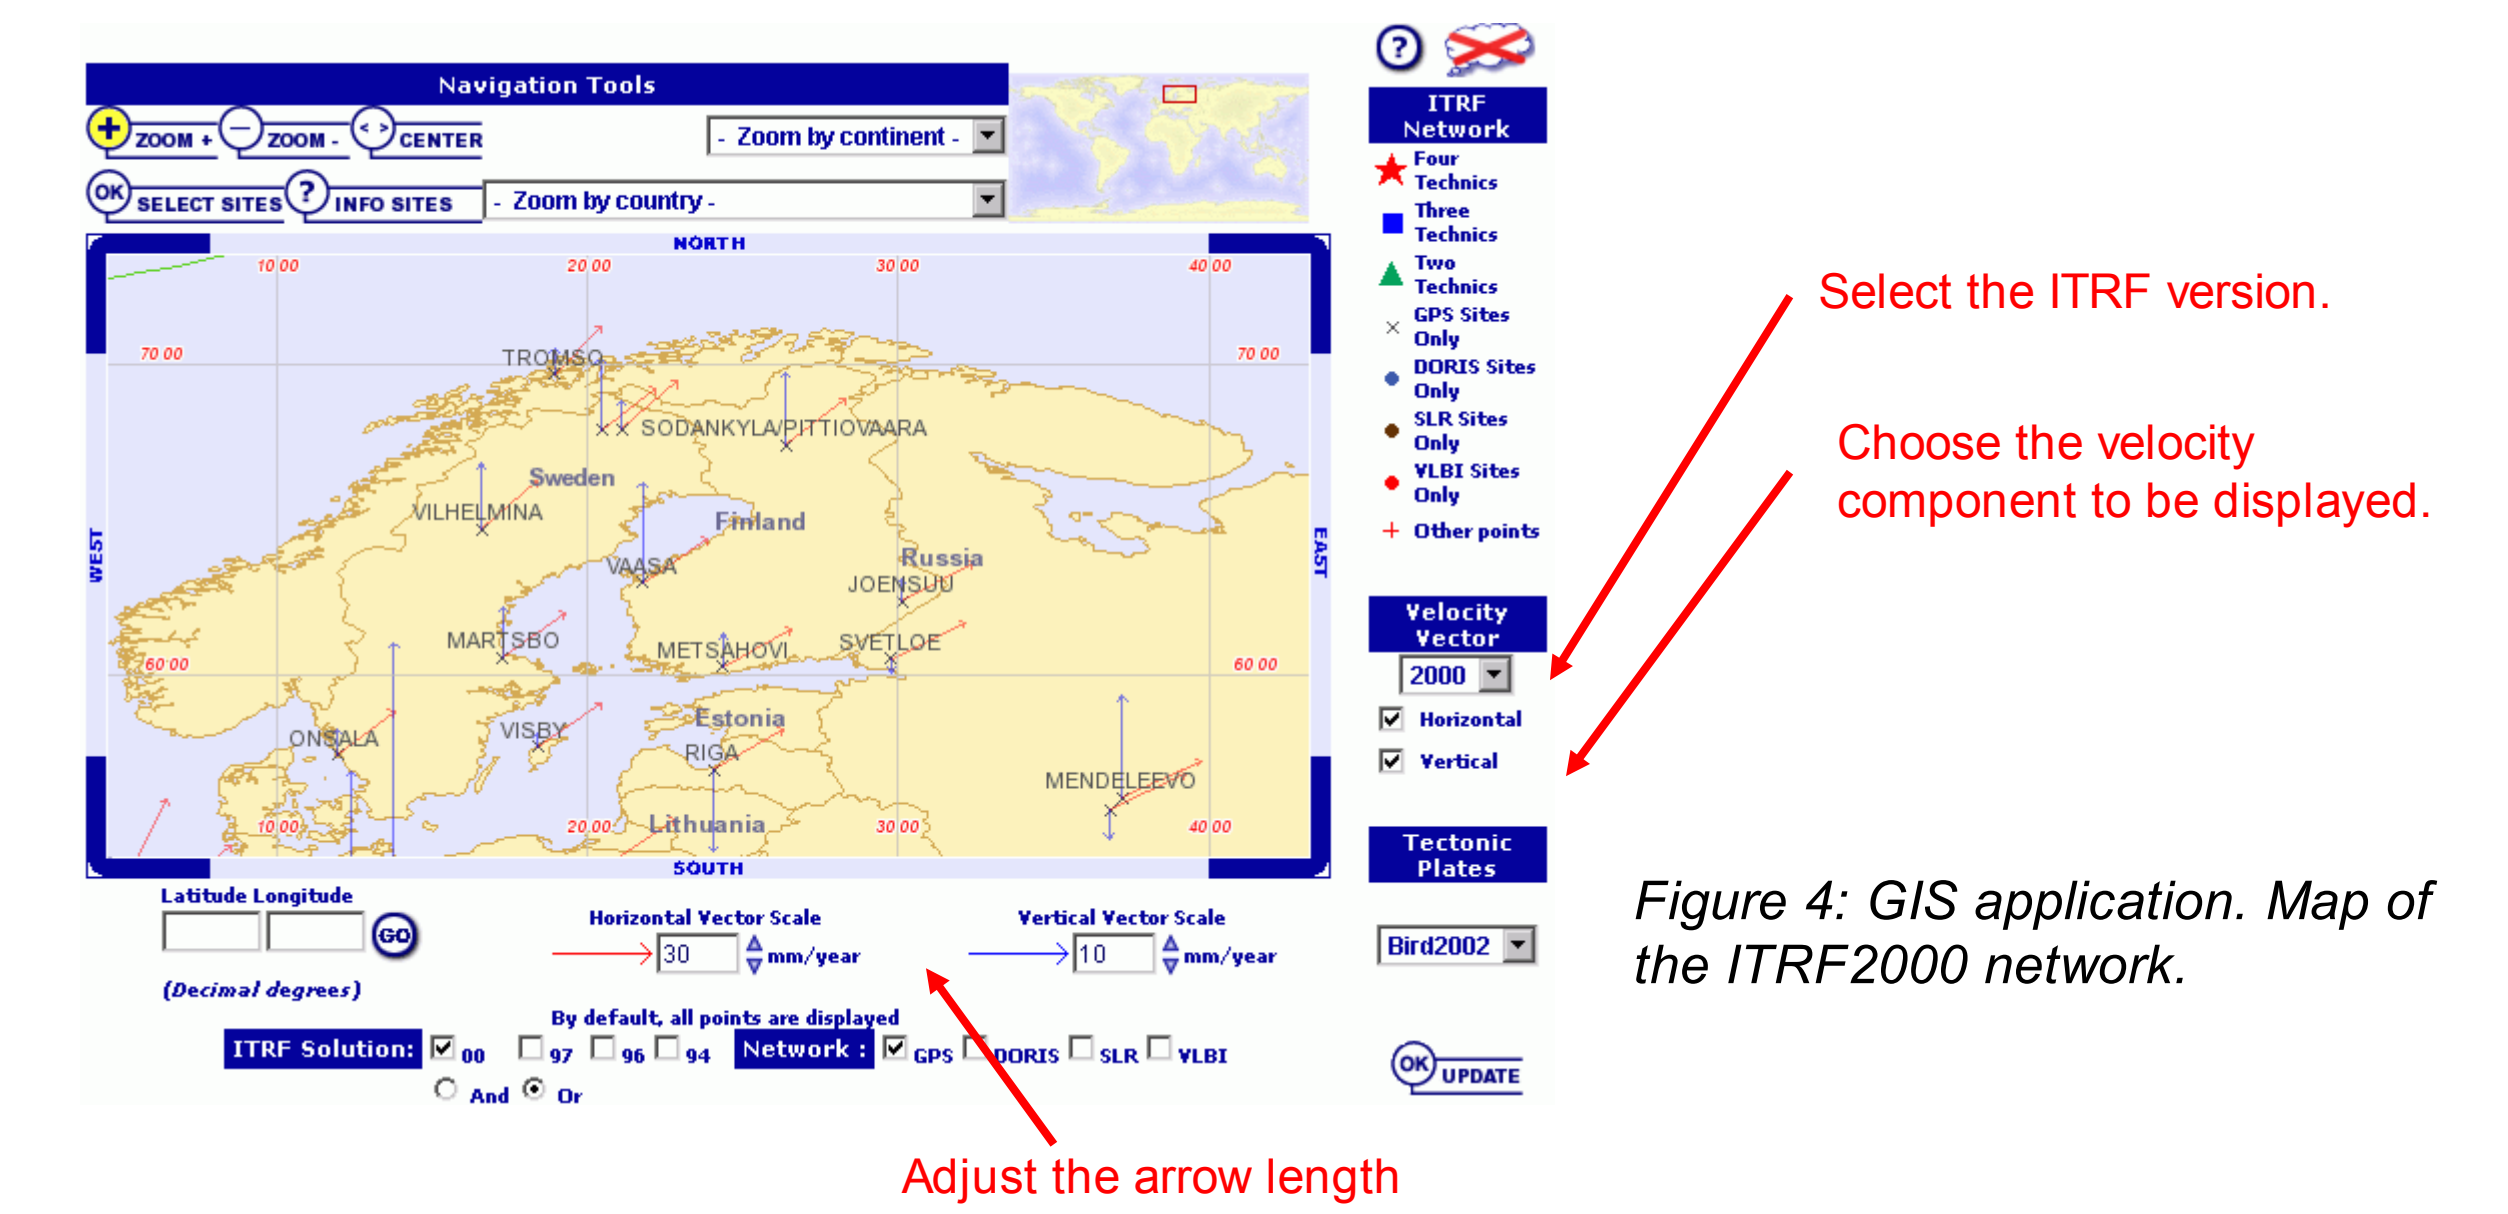 Navigation Tools
ZOOM +
ZOOM -
< >
CENTER
- Zoom by continent -
OK
SELECT SITES
?
INFO SITES
- Zoom by country -
NORTH
10 00
20 00
30 00
40 00
70 00
70 00
TROMSO
SODANKYLA/PITTIOVAARA
Sweden
VILHELMINA
Finland
VAASA
Russia
JOENSUU
WEST
EAST
MARTSBO
METSAHOVI
SVETLOE
60 00
60 00
ONSALA
VISBY
Estonia
RIGA
MENDELEEVO
10 00
20 00
Lithuania
30 00
40 00
SOUTH
Latitude Longitude
GO
(Decimal degrees)
Horizontal Vector Scale
30 mm/year
Vertical Vector Scale
10 mm/year
By default, all points are displayed
ITRF Solution: 00 97 96 94 Network : GPS DORIS SLR VLBI
And Or
?
ITRF
Network
Four
Technics
Three
Technics
Two
Technics
GPS Sites
Only
DORIS Sites
Only
SLR Sites
Only
VLBI Sites
Only
Other points
Velocity
Vector
2000
Horizontal
Vertical
Tectonic
Plates
Bird2002
OK
UPDATE
Select the ITRF version.
Choose the velocity
component to be displayed.
Figure 4: GIS application. Map of
the ITRF2000 network.
Adjust the arrow length